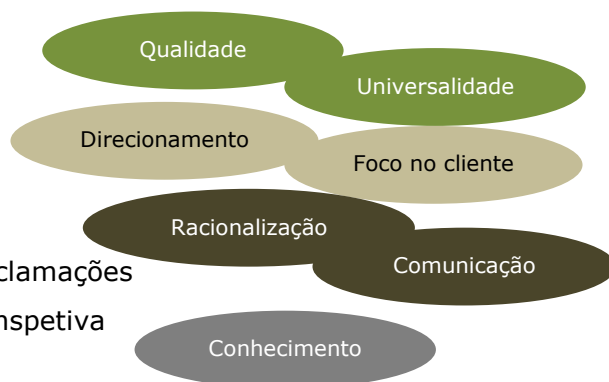 Qualidade
Universalidade
Direcionamento
Foco no cliente
Racionalização
Comunicação
clamações
nspetiva
Conhecimento